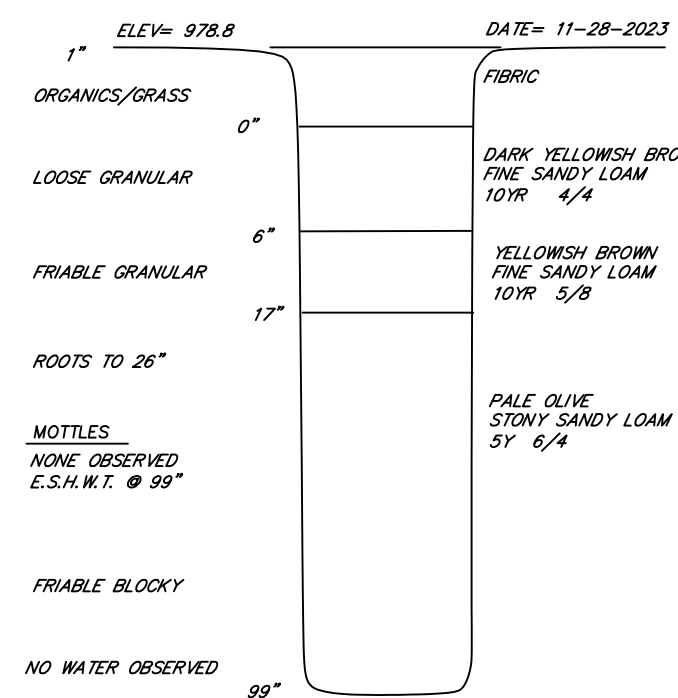 ELEV= 978.8
DATE= 11-28-2023
1"
FIBRIC
ORGANICS/GRASS
0"
DARK YELLOWISH BRO
FINE SANDY LOAM
10YR 4/4
LOOSE GRANULAR
6"
YELLOWISH BROWN
FINE SANDY LOAM
10YR 5/8
FRIABLE GRANULAR
17"
ROOTS TO 26"
PALE OLIVE
STONY SANDY LOAM
5Y 6/4
MOTTLES
NONE OBSERVED
E.S.H.W.T. @ 99"
FRIABLE BLOCKY
NO WATER OBSERVED
99"